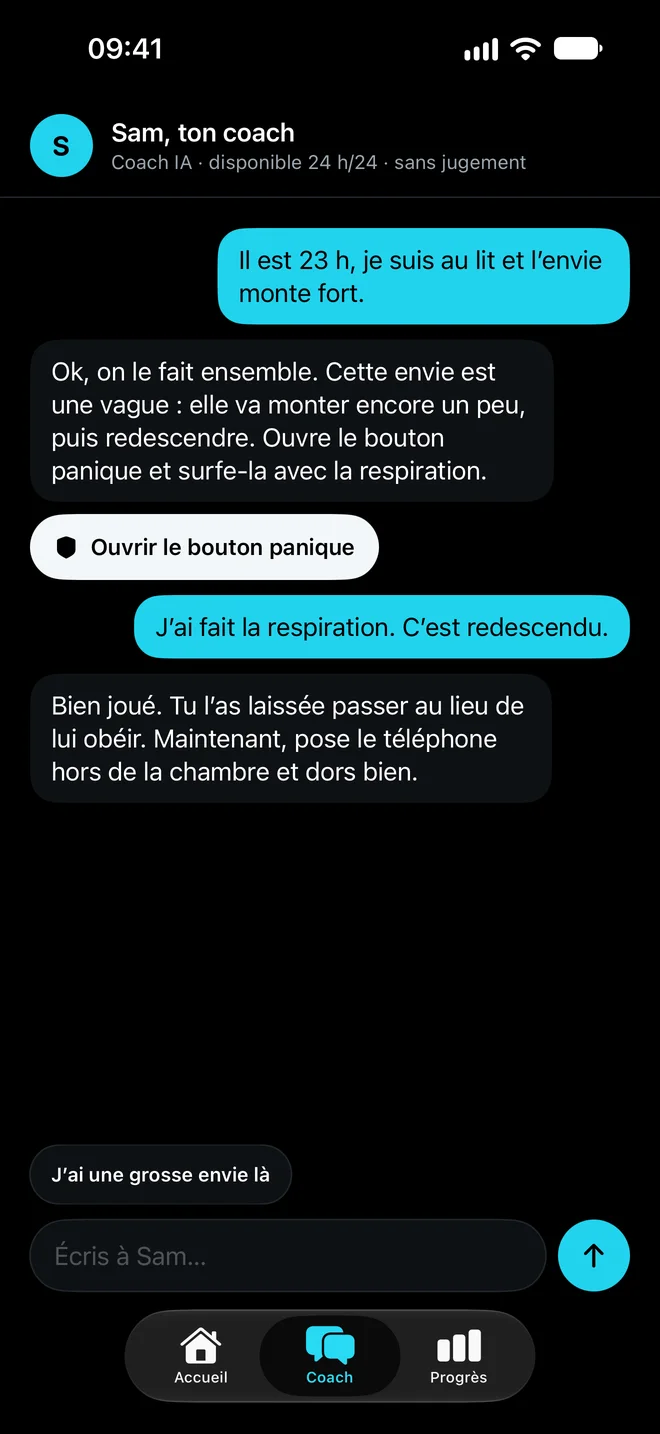 09:41
S
Sam, ton coach
Coach IA · disponible 24 h/24 · sans jugement
Il est 23 h, je suis au lit et l’envie
monte fort.
Ok, on le fait ensemble. Cette envie est
une vague : elle va monter encore un peu,
puis redescendre. Ouvre le bouton
panique et surfe-la avec la respiration.
Ouvrir le bouton panique
J’ai fait la respiration. C’est redescendu.
Bien joué. Tu l’as laissée passer au lieu de
lui obéir. Maintenant, pose le téléphone
hors de la chambre et dors bien.
J’ai une grosse envie là
Écris à Sam...
Accueil
Coach
Progrès